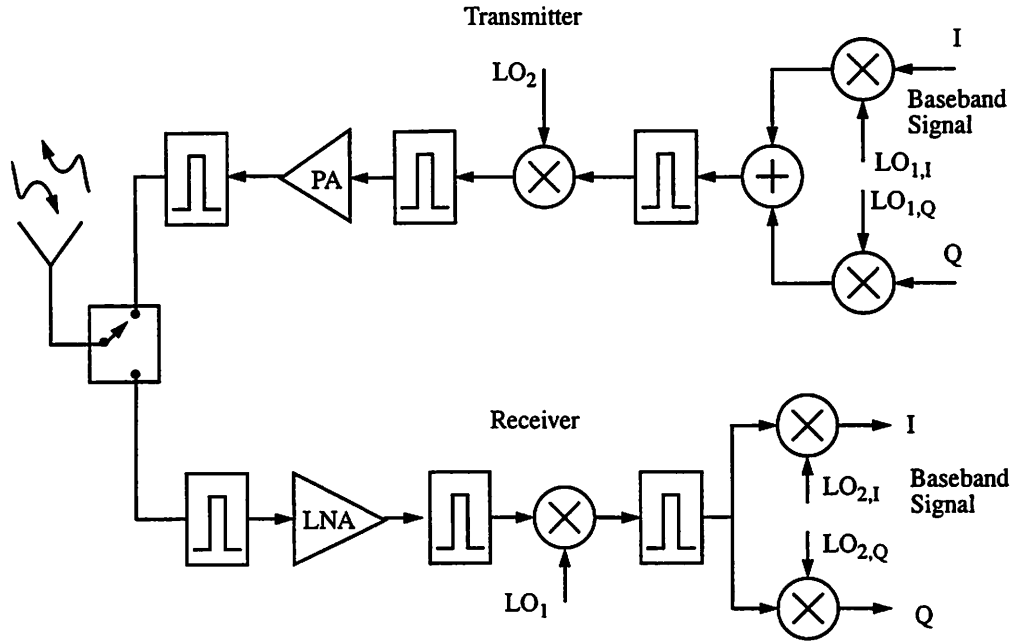 Transmitter
LO2
I
Baseband
Signal
LO1,I
LO1,Q
Q
PA
Receiver
LNA
LO1
I
LO2,I
Baseband
Signal
LO2,Q
Q